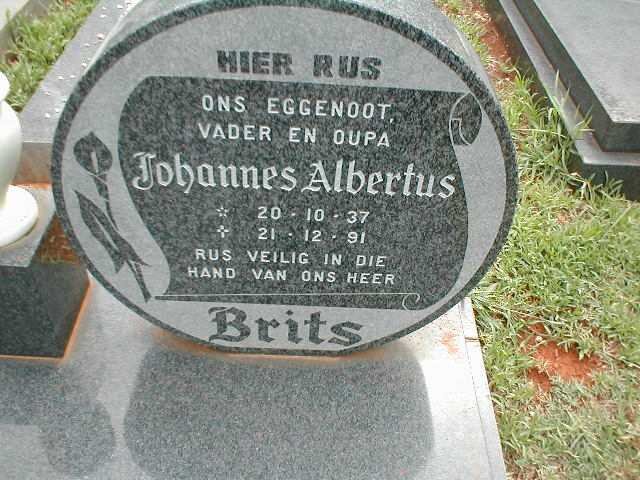 HIER RUS
ONS EGGENOOT,
VADER EN OUPA
Johannes Albertus
☆ 20 - 10 - 37
✝ 21 - 12 - 91
RUS VEILIG IN DIE
HAND VAN ONS HEER
Brits